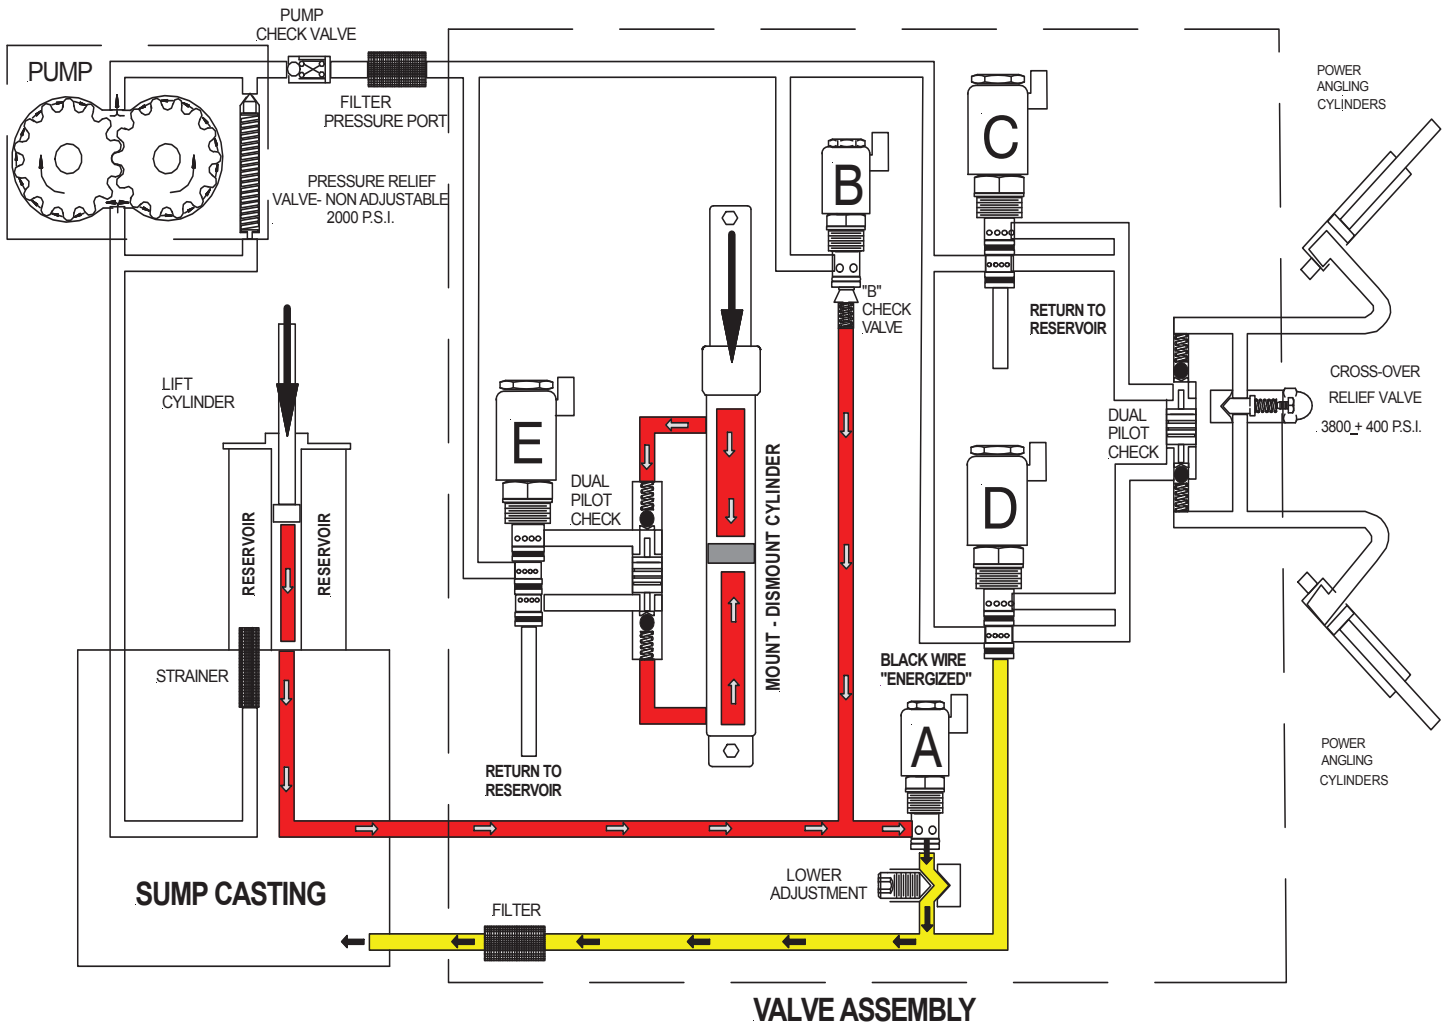 PUMP
CHECK VALVE
PUMP
FILTER
PRESSURE PORT
PRESSURE RELIEF
VALVE- NON ADJUSTABLE
2000 P.S.I.
B
C
POWER
ANGLING
CYLINDERS
"B"
CHECK
VALVE
RETURN TO
RESERVOIR
LIFT
CYLINDER
CROSS-OVER
RELIEF VALVE
3800 ± 400 P.S.I.
DUAL
PILOT
CHECK
E
DUAL
PILOT
CHECK
D
RESERVOIR
RESERVOIR
MOUNT - DISMOUNT CYLINDER
STRAINER
BLACK WIRE
"ENERGIZED"
A
POWER
ANGLING
CYLINDERS
RETURN TO
RESERVOIR
LOWER
ADJUSTMENT
SUMP CASTING
FILTER
VALVE ASSEMBLY